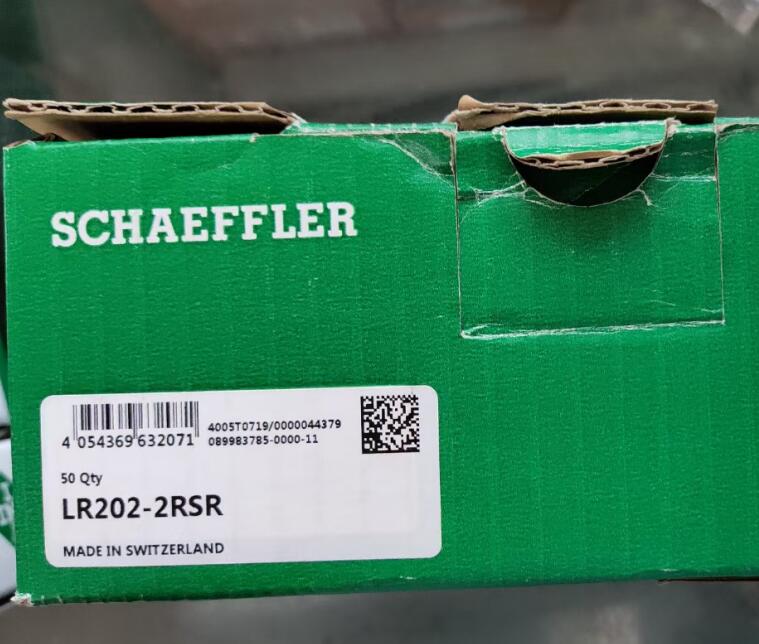 SCHAEFFLER
4 054369 632071
4005T0719/0000044379
089983785-0000-11
50 Qty
LR202-2RSR
MADE IN SWITZERLAND